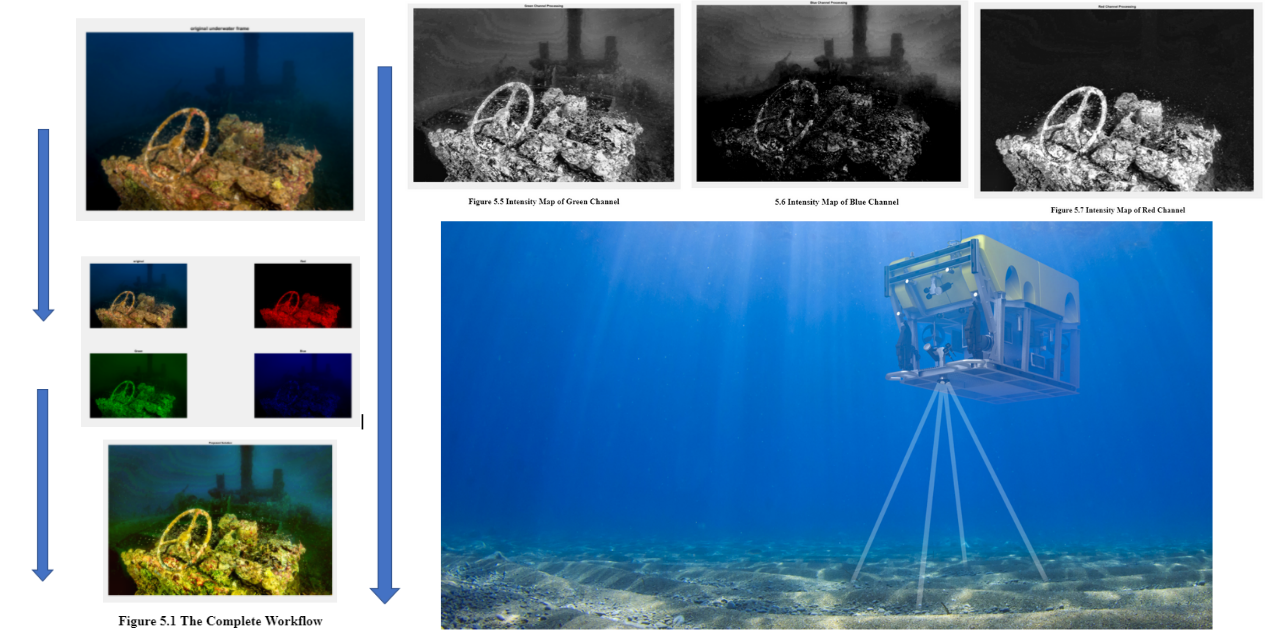 original underwater frame
original
Red
Green
Blue
Figure 5.1 The Complete Workflow
Green Channel Processing
Figure 5.5 Intensity Map of Green Channel
Blue Channel Processing
5.6 Intensity Map of Blue Channel
Red Channel Processing
Figure 5.7 Intensity Map of Red Channel